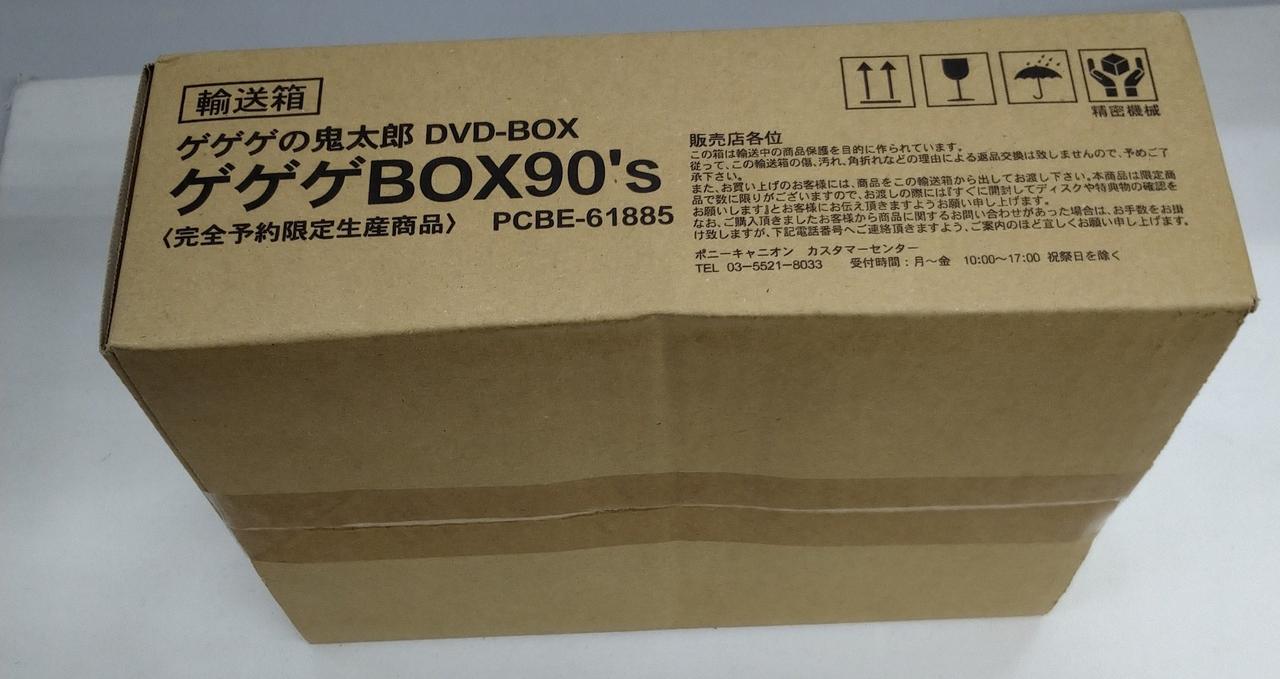 輸送箱
ゲゲゲの鬼太郎 DVD-BOX
ゲゲゲBOX90's
〈完全予約限定生産商品〉 PCBE-61885
精密機械
販売店各位
この箱は輸送中の商品保護を目的に作られています。
従って、この輸送箱の傷、汚れ、角折れなどの理由による返品交換は致しませんので、予めご了
承下さい。
また、お買い上げのお客様には、商品をこの輸送箱から出してお渡し下さい。本商品は限定商
品で数に限りがございますので、お渡しの際には『すぐに開封してディスクや特典物の確認を
お願いします』とお客様にお伝え頂きますようお願い申し上げます。
なお、ご購入頂きましたお客様から商品に関するお問い合わせがあった場合は、お手数をお掛
け致しますが、下記電話番号へご連絡頂きますよう、ご案内のほど宜しくお願い申し上げます。
ポニーキャニオン カスタマーセンター
TEL 03-5521-8033 受付時間：月〜金 10:00〜17:00 祝祭日を除く